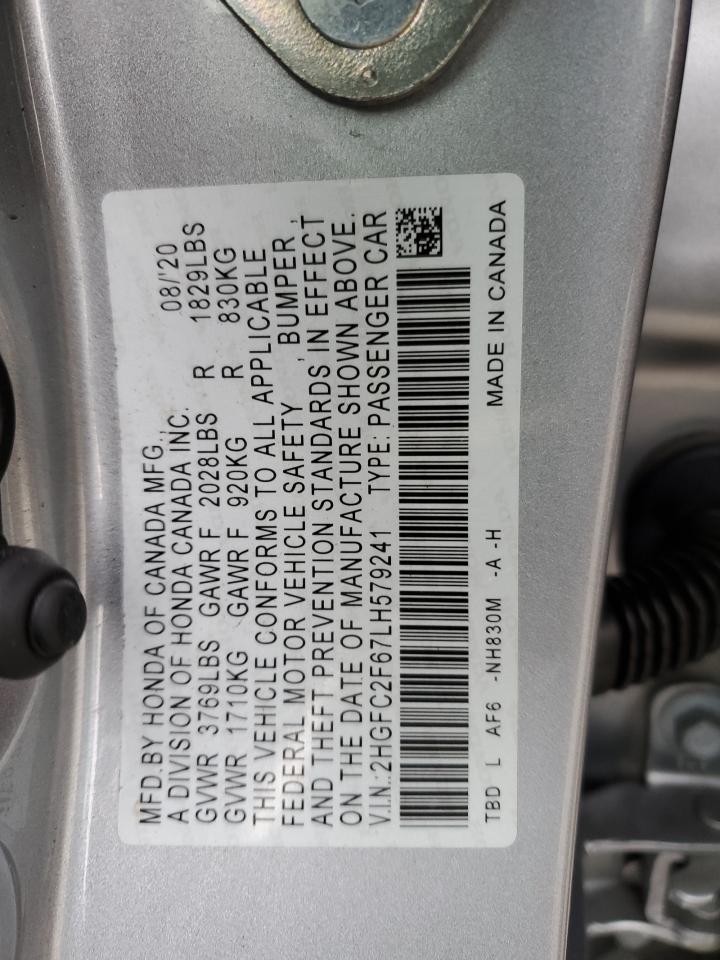 MFD.BY HONDA OF CANADA MFG., 08/'20
A DIVISION OF HONDA CANADA INC.
GVWR 3769LBS GAWR F 2028LBS R 1829LBS
GVWR 1710KG GAWR F 920KG R 830KG
THIS VEHICLE CONFORMS TO ALL APPLICABLE
FEDERAL MOTOR VEHICLE SAFETY , BUMPER ,
AND THEFT PREVENTION STANDARDS IN EFFECT
ON THE DATE OF MANUFACTURE SHOWN ABOVE.
V.I.N.:2HGFC2F67LH579241 TYPE: PASSENGER CAR
TBD L AF6 -NH830M -A -H MADE IN CANADA